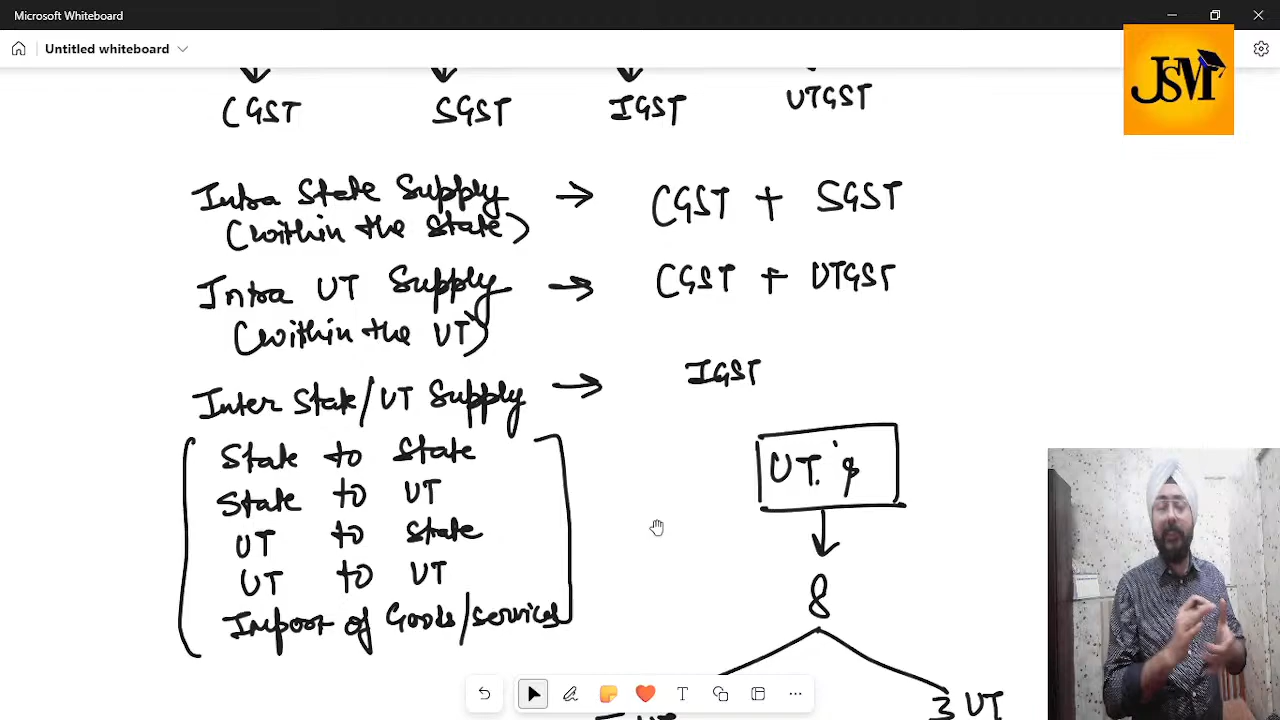 Microsoft Whiteboard
Untitled whiteboard
JSM
CGST SGST IGST UTGST
Intra State Supply → CGST + SGST
(within the State)
Intra UT Supply → CGST + UTGST
(within the UT)
Inter State/UT Supply → IGST
State to State
State to UT
UT to State
UT to UT
Import of Goods/services
UT's
8
3 UT